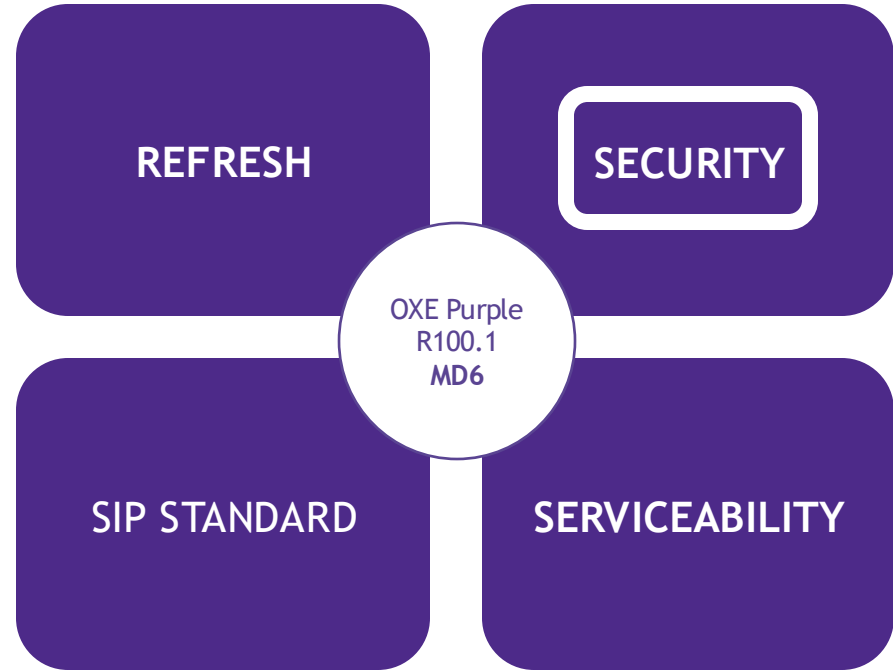 REFRESH
SECURITY
OXE Purple
R100.1
MD6
SIP STANDARD
SERVICEABILITY